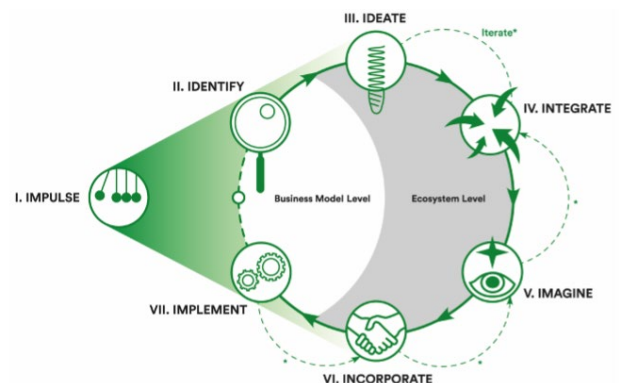 III. IDEATE
Iterate*
II. IDENTIFY
IV. INTEGRATE
I. IMPULSE
Business Model Level
Ecosystem Level
*
V. IMAGINE
VII. IMPLEMENT
*
*
VI. INCORPORATE